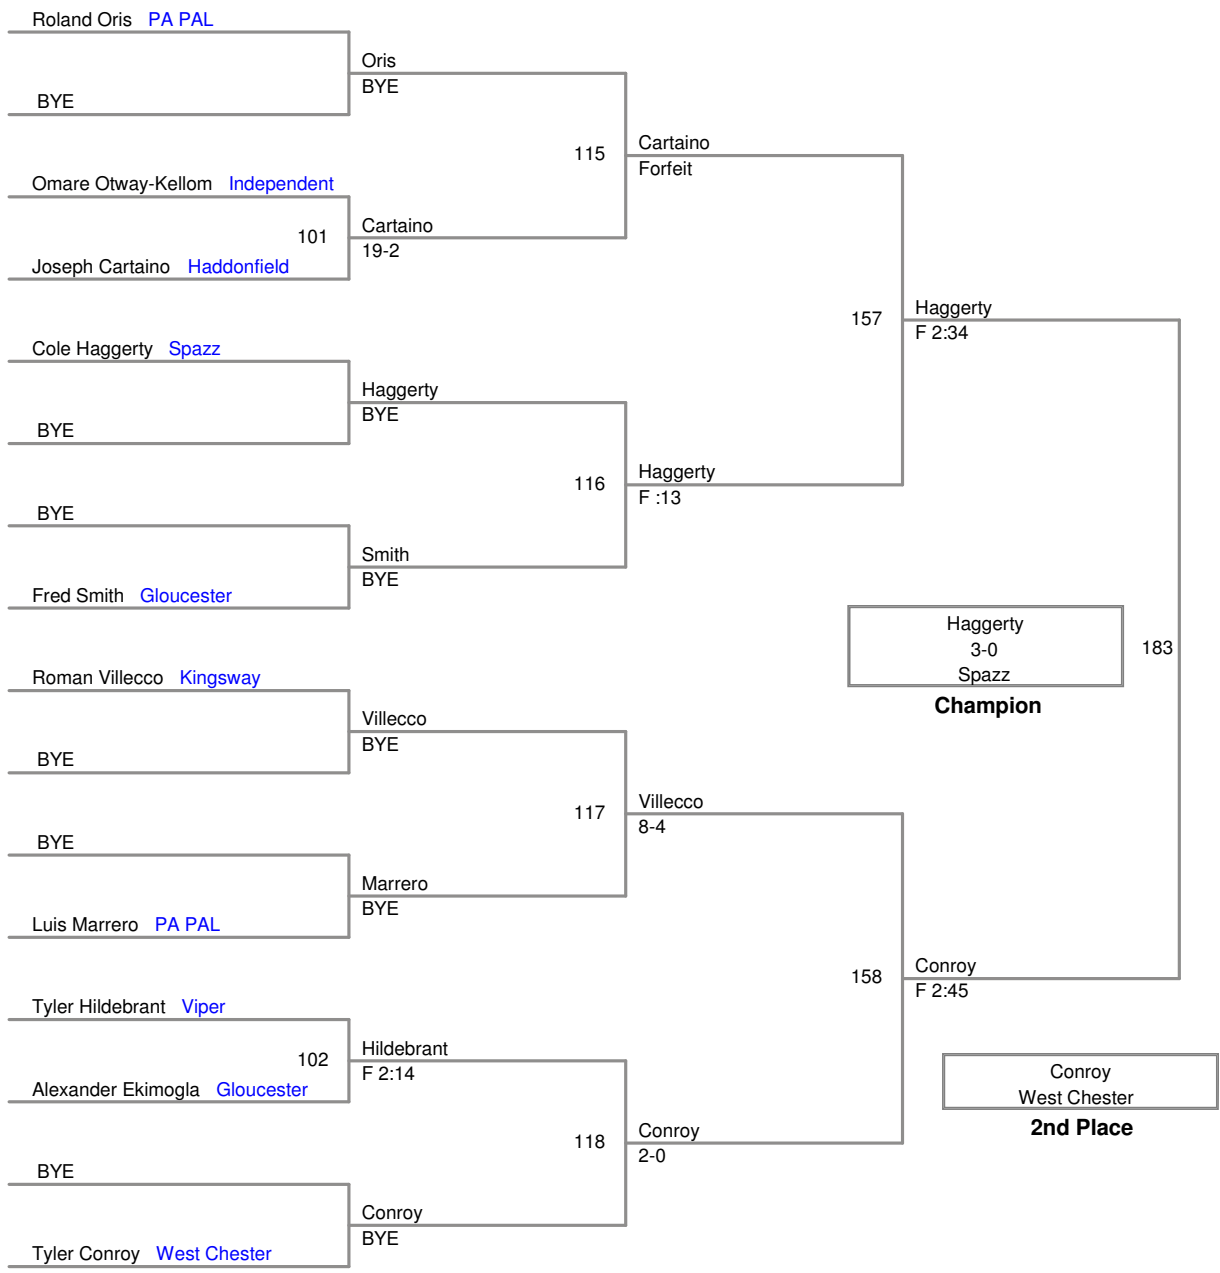 Roland Oris PA PAL
Oris
BYE
BYE
115
Cartaino
Forfeit
Omare Otway-Kellom Independent
101
Cartaino
19-2
Joseph Cartaino Haddonfield
157
Haggerty
F 2:34
Cole Haggerty Spazz
Haggerty
BYE
BYE
116
Haggerty
F :13
BYE
Smith
BYE
Fred Smith Gloucester
Haggerty
3-0
Spazz
Champion
183
Roman Villecco Kingsway
Villecco
BYE
BYE
117
Villecco
8-4
BYE
Marrero
BYE
Luis Marrero PA PAL
158
Conroy
F 2:45
Tyler Hildebrant Viper
102
Hildebrant
F 2:14
Alexander Ekimogla Gloucester
Conroy
West Chester
2nd Place
118
Conroy
2-0
BYE
Conroy
BYE
Tyler Conroy West Chester